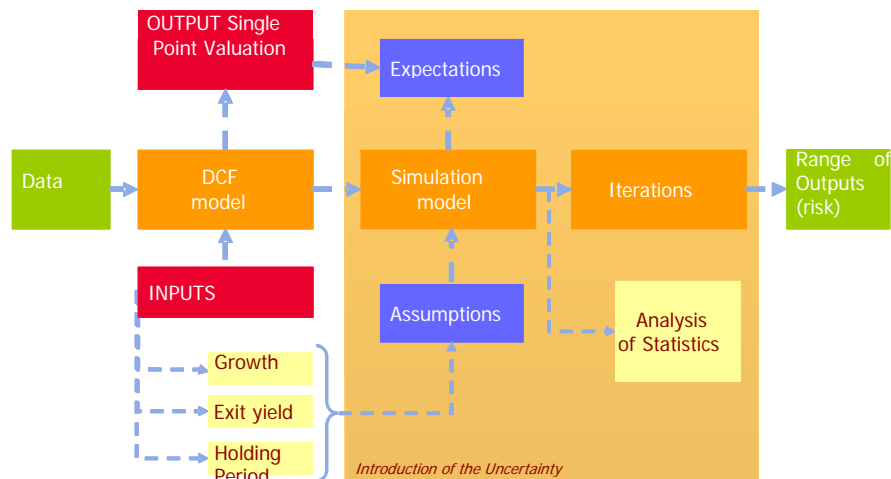 OUTPUT Single
Point Valuation
Expectations
Data
DCF
model
Simulation
model
Iterations
Range of
Outputs
(risk)
INPUTS
Assumptions
Analysis
of Statistics
Growth
Exit yield
Holding
Period
Introduction of the Uncertainty